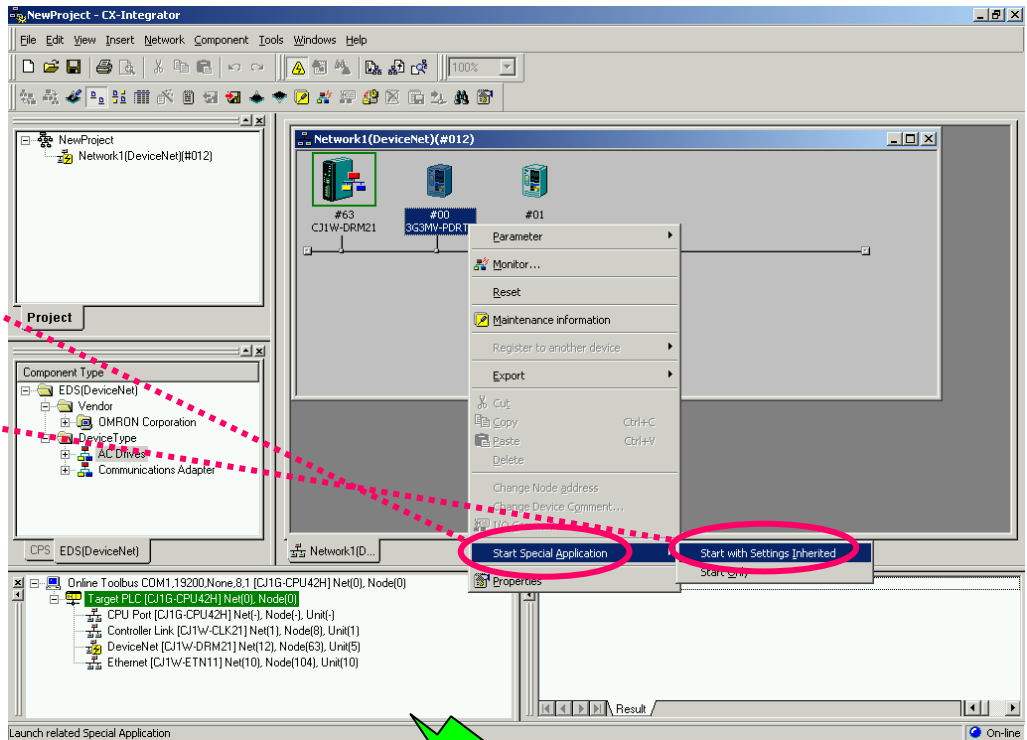 NewProject - CX-Integrator
File Edit View Insert Network Component Tools Windows Help
100%
NewProject
Network1(DeviceNet)(#012)
Project
Component Type
EDS(DeviceNet)
Vendor
OMRON Corporation
DeviceType
AC Drives
Communications Adapter
CPS EDS(DeviceNet)
Network1(DeviceNet)(#012)
#63
CJ1W-DRM21
#00
3G3MV-PDRT
#01
Parameter
Monitor...
Reset
Maintenance information
Register to another device
Export
Cut
Copy Ctrl+C
Paste Ctrl+V
Delete
Change Node address
Change Device Comment...
Start Special Application
Properties
Start with Settings Inherited
Start Only
Network1(D...
Online Toolbus COM1,19200,None,8,1 [CJ1G-CPU42H] Net(0), Node(0)
Target PLC [CJ1G-CPU42H] Net(0), Node(0)
CPU Port [CJ1G-CPU42H] Net(-), Node(-), Unit(-)
Controller Link [CJ1W-CLK21] Net(1), Node(8), Unit(1)
DeviceNet [CJ1W-DRM21] Net(12), Node(63), Unit(5)
Ethernet [CJ1W-ETN11] Net(10), Node(104), Unit(10)
Result
Launch related Special Application
On-line